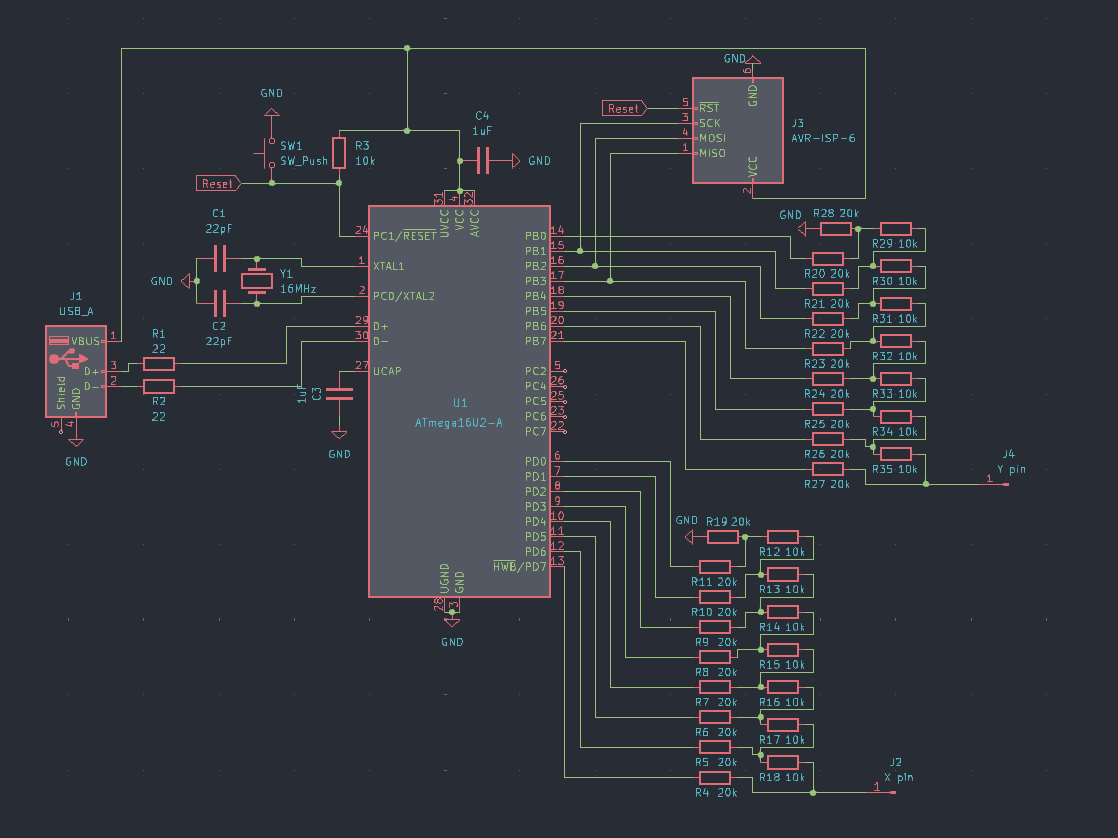 GND
SW1
SW_Push
Reset
R3
10k
C4
1uF
GND
GND
6
GND
Reset
5
RST
3
SCK
4
MOSI
1
MISO
VCC
2
J3
AVR-ISP-6
C1
22pF
GND
Y1
16MHz
C2
22pF
J1
USB_A
VBUS
1
D+
3
D-
2
Shield
GND
5
4
GND
R1
22
R2
22
1uF
C3
GND
31
4
32
UVCC
VCC
AVCC
24
PC1/RESET
1
XTAL1
2
PC0/XTAL2
29
D+
30
D-
27
UCAP
U1
ATmega16U2-A
PB0
14
PB1
15
PB2
16
PB3
17
PB4
18
PB5
19
PB6
20
PB7
21
PC2
5
PC4
26
PC5
25
PC6
23
PC7
22
PD0
6
PD1
7
PD2
8
PD3
9
PD4
10
PD5
11
PD6
12
HWB/PD7
13
UGND
GND
28
3
GND
GND
R28 20k
R29 10k
R20 20k
R30 10k
R21 20k
R31 10k
R22 20k
R32 10k
R23 20k
R33 10k
R24 20k
R34 10k
R25 20k
R35 10k
R26 20k
R27 20k
J4
Y pin
1
GND
R19 20k
R12 10k
R11 20k
R13 10k
R10 20k
R14 10k
R9 20k
R15 10k
R8 20k
R16 10k
R7 20k
R17 10k
R6 20k
R18 10k
R5 20k
R4 20k
J2
X pin
1